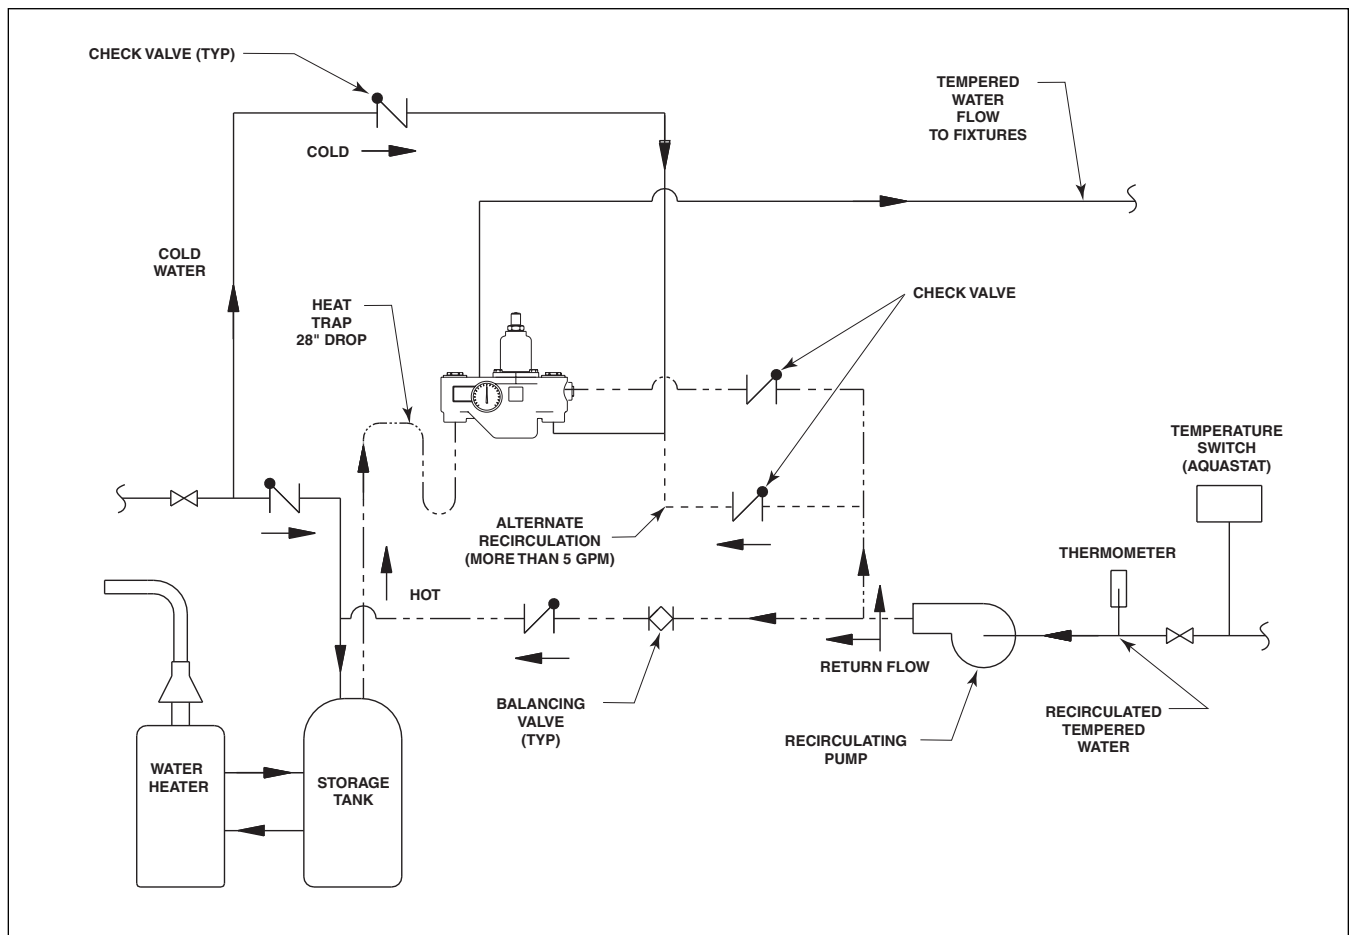 CHECK VALVE (TYP)
TEMPERED
WATER
FLOW
TO FIXTURES
COLD
COLD
WATER
HEAT
TRAP
28" DROP
CHECK VALVE
TEMPERATURE
SWITCH
(AQUASTAT)
ALTERNATE
RECIRCULATION
(MORE THAN 5 GPM)
THERMOMETER
HOT
RETURN FLOW
BALANCING
VALVE
(TYP)
RECIRCULATING
PUMP
RECIRCULATED
TEMPERED
WATER
WATER
HEATER
STORAGE
TANK